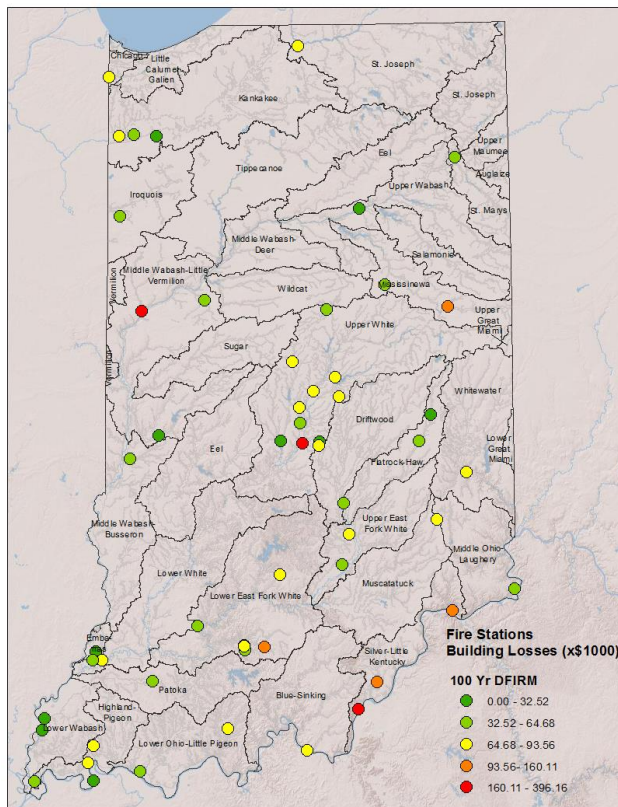 Chicago
Little
Calumet-
Galien
St. Joseph
Kankakee
St. Joseph
Upper
Maumee
Eel
Tippecanoe
Auglaize
Upper Wabash
Iroquois
St. Marys
Middle Wabash-
Deer
Salamonie
Middle Wabash-Little
Vermilion
Vermilion
Wildcat
Mississinewa
Upper White
Upper
Great
Miami
Sugar
Vermilion
Whitewater
Driftwood
Eel
Lower
Great
Miami
Flatrock-Haw
Middle Wabash-
Busseron
Upper East
Fork White
Middle Ohio-
Laughery
Lower White
Muscatatuck
Lower East Fork White
Emba-
rras
Silver-Little
Kentucky
Patoka
Blue-Sinking
Highland-
Pigeon
Lower Wabash
Lower Ohio-Little Pigeon
Fire Stations
Building Losses (x$1000)
100 Yr DFIRM
0.00 - 32.52
32.52 - 64.68
64.68 - 93.56
93.56- 160.11
160.11 - 396.16